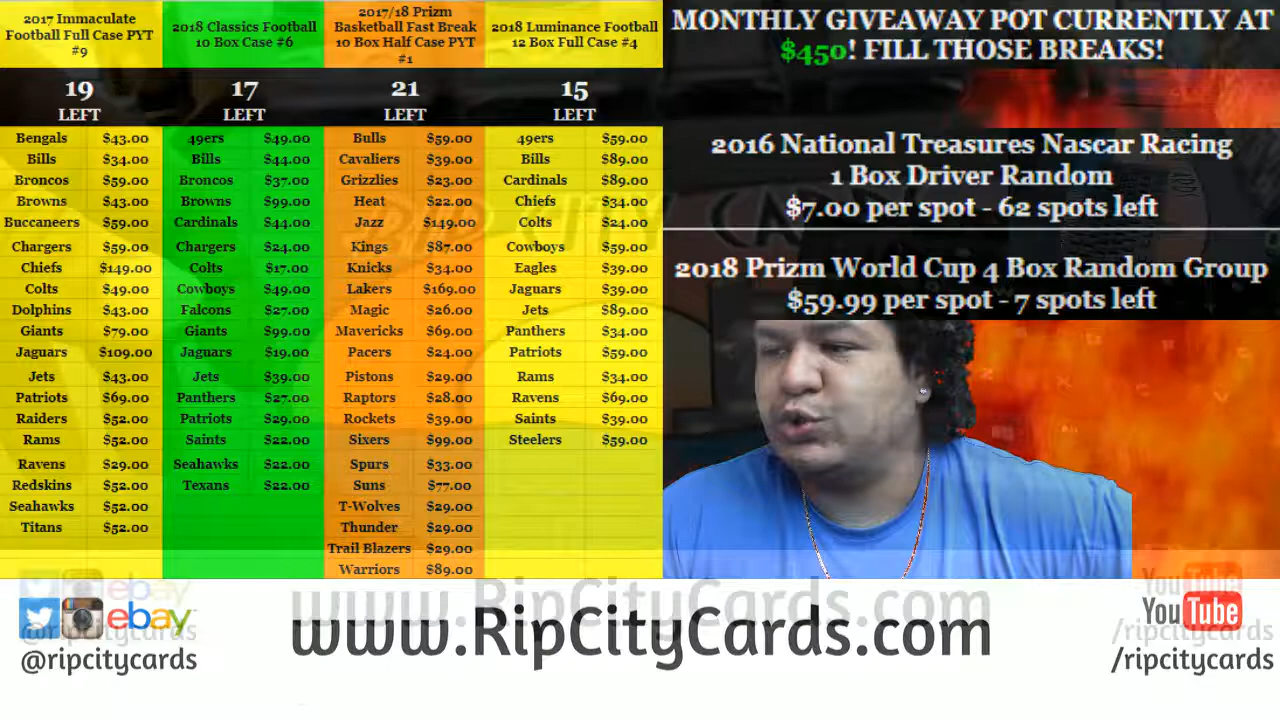 2017 Immaculate
Football Full Case PYT
#9
19
LEFT
Bengals $43.00
Bills $34.00
Broncos $59.00
Browns $43.00
Buccaneers $59.00
Chargers $59.00
Chiefs $149.00
Colts $49.00
Dolphins $43.00
Giants $79.00
Jaguars $109.00
Jets $43.00
Patriots $69.00
Raiders $52.00
Rams $52.00
Ravens $29.00
Redskins $52.00
Seahawks $52.00
Titans $52.00
2018 Classics Football
10 Box Case #6
17
LEFT
49ers $49.00
Bills $44.00
Broncos $37.00
Browns $99.00
Cardinals $44.00
Chargers $24.00
Colts $17.00
Cowboys $49.00
Falcons $27.00
Giants $99.00
Jaguars $19.00
Jets $39.00
Panthers $27.00
Patriots $29.00
Saints $22.00
Seahawks $22.00
Texans $22.00
2017/18 Prizm
Basketball Fast Break
10 Box Half Case PYT
#1
21
LEFT
Bulls $59.00
Cavaliers $39.00
Grizzlies $23.00
Heat $22.00
Jazz $149.00
Kings $87.00
Knicks $34.00
Lakers $169.00
Magic $26.00
Mavericks $69.00
Pacers $24.00
Pistons $29.00
Raptors $28.00
Rockets $39.00
Sixers $99.00
Spurs $33.00
Suns $77.00
T-Wolves $29.00
Thunder $29.00
Trail Blazers $29.00
Warriors $89.00
2018 Luminance Football
12 Box Full Case #4
15
LEFT
49ers $59.00
Bills $89.00
Cardinals $89.00
Chiefs $34.00
Colts $24.00
Cowboys $59.00
Eagles $39.00
Jaguars $39.00
Jets $89.00
Panthers $34.00
Patriots $59.00
Rams $34.00
Ravens $69.00
Saints $39.00
Steelers $59.00
MONTHLY GIVEAWAY POT CURRENTLY AT
$450! FILL THOSE BREAKS!
2016 National Treasures Nascar Racing
1 Box Driver Random
$7.00 per spot - 62 spots left
2018 Prizm World Cup 4 Box Random Group
$59.99 per spot - 7 spots left
ebay
@ripcitycards
www.RipCityCards.com
YouTube
/ripcitycards
ebay
@ripcitycards
www.RipCityCards.com
YouTube
/ripcitycards